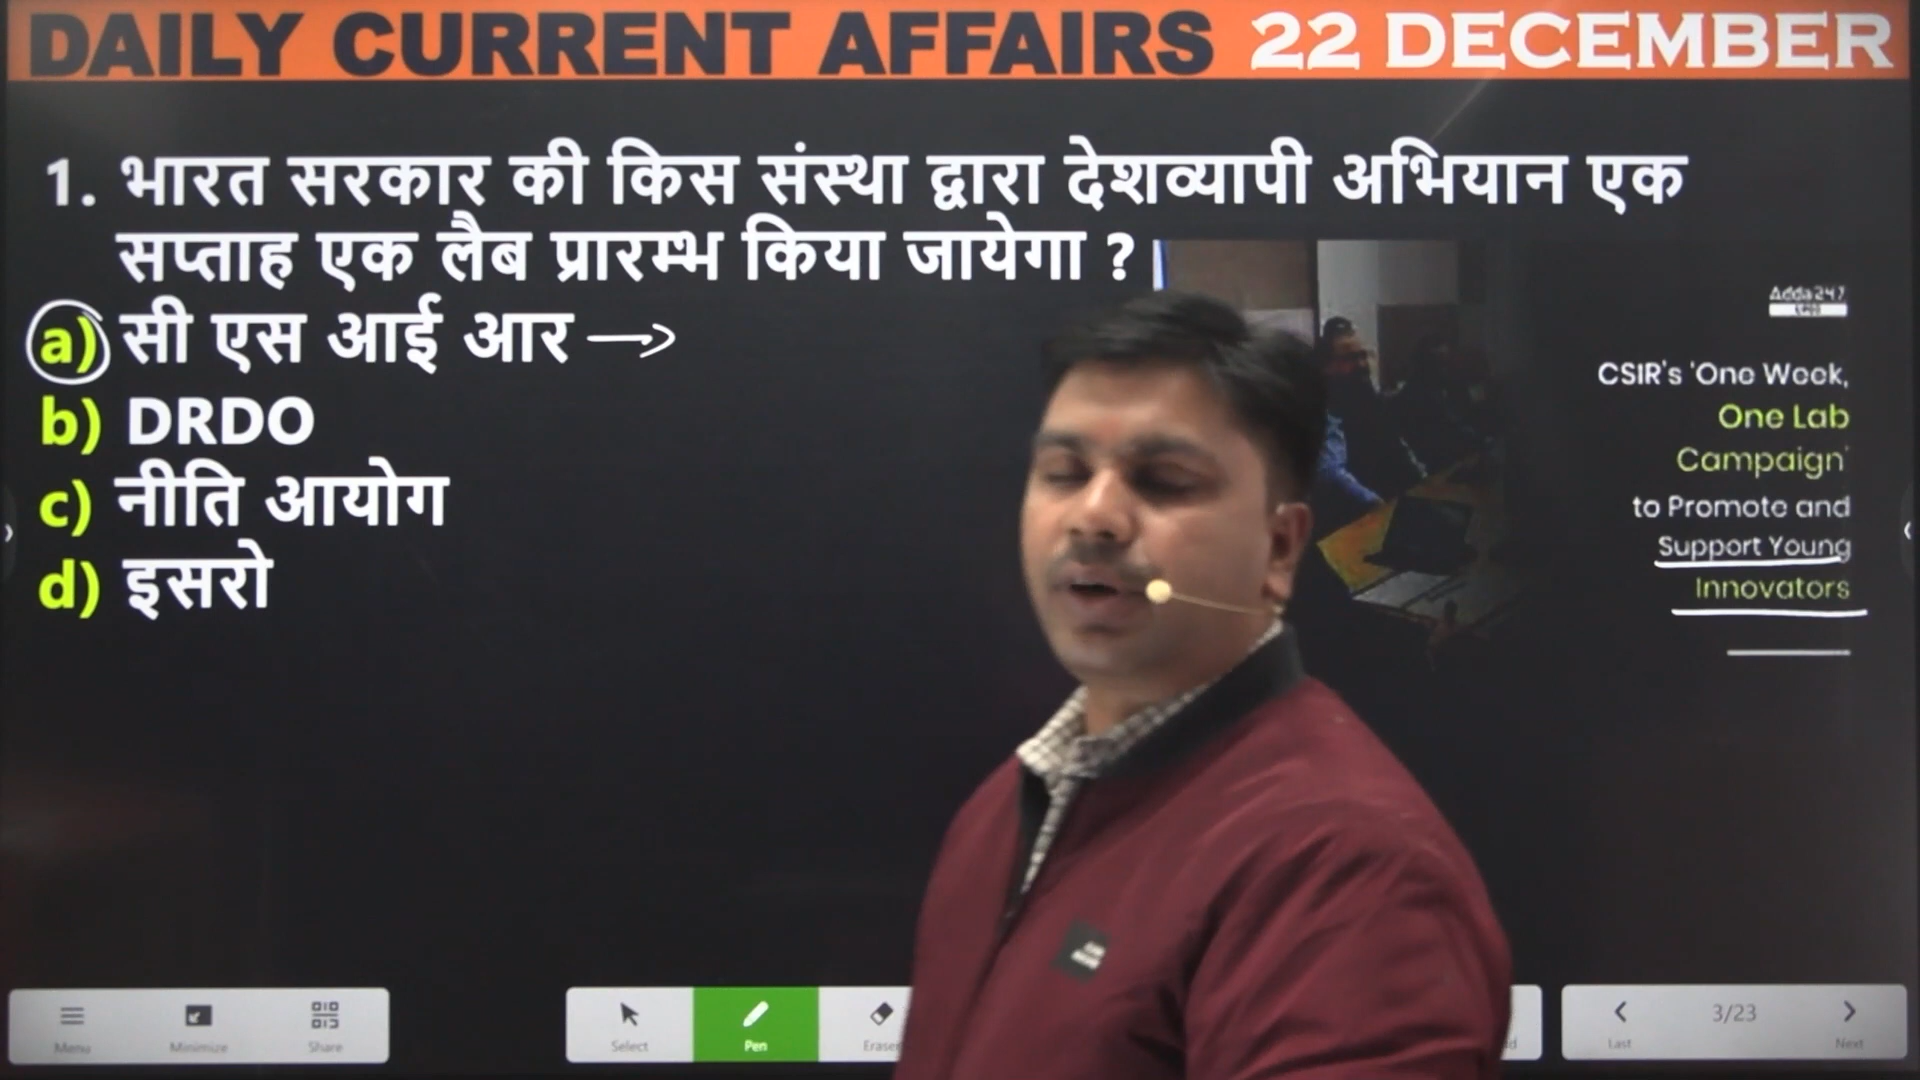 DAILY CURRENT AFFAIRS 22 DECEMBER
1. भारत सरकार की किस संस्था द्वारा देशव्यापी अभियान एक
सप्ताह एक लैब प्रारम्भ किया जायेगा ?
a) सी एस आई आर →
b) DRDO
c) नीति आयोग
d) इसरो
Adda247
CSIR's 'One Week,
One Lab
Campaign'
to Promote and
Support Young
Innovators
Menu
Minimize
Share
Select
Pen
Eraser
Last
3/23
Next